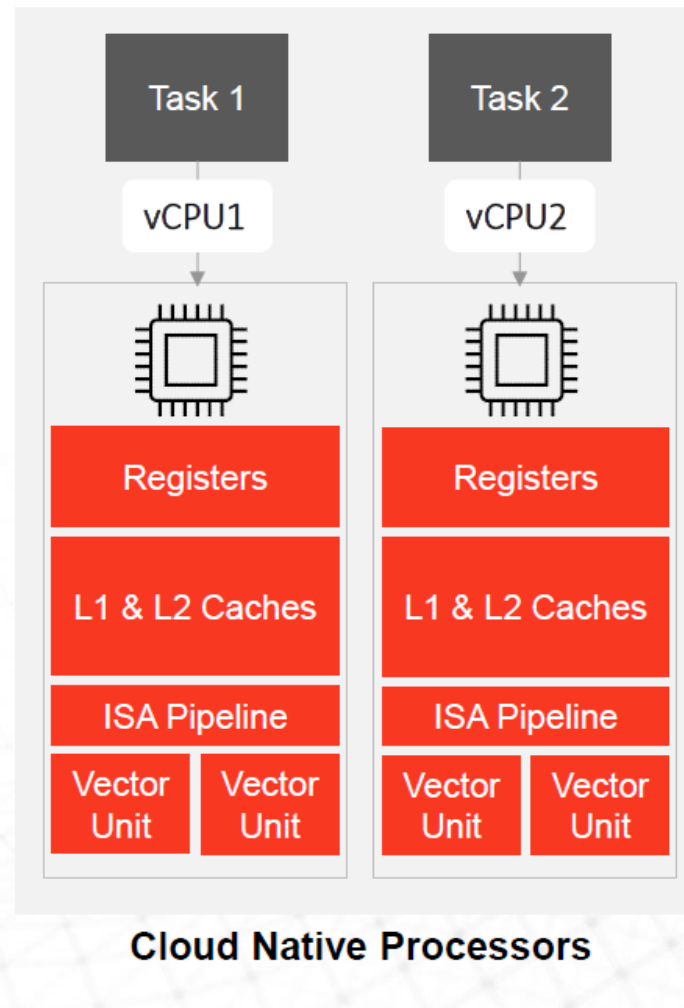 Task 1
Task 2
vCPU1
vCPU2
Registers
Registers
L1 & L2 Caches
L1 & L2 Caches
ISA Pipeline
ISA Pipeline
Vector
Unit
Vector
Unit
Vector
Unit
Vector
Unit
Cloud Native Processors